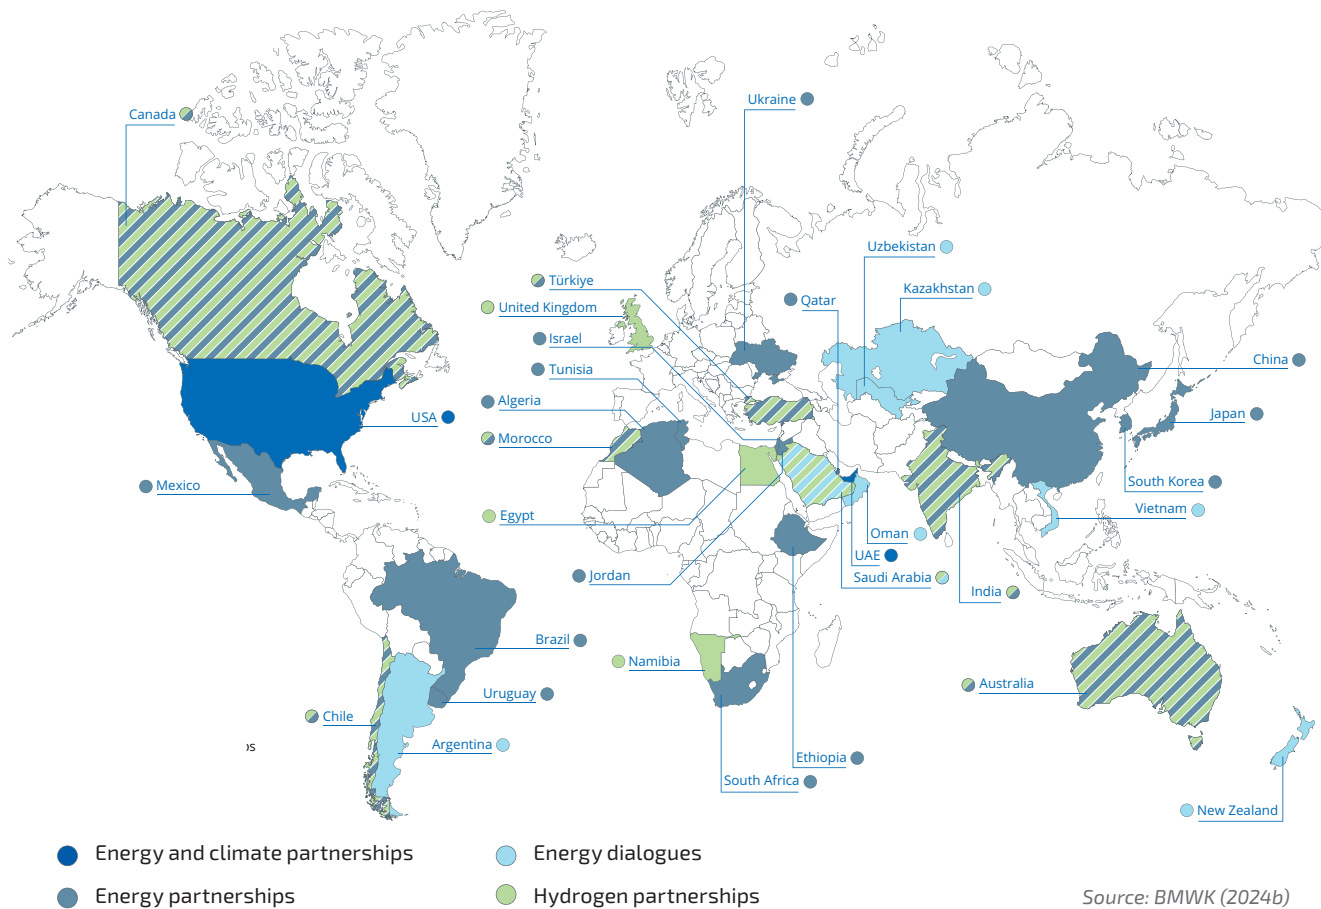 Ukraine
Canada
Uzbekistan
Türkiye
Kazakhstan
Qatar
United Kingdom
Israel
China
Tunisia
Algeria
Japan
USA
Morocco
South Korea
Mexico
Vietnam
Egypt
Oman
UAE
Jordan
Saudi Arabia
India
Brazil
Namibia
Australia
Uruguay
Chile
Argentina
Ethiopia
South Africa
New Zealand
Energy and climate partnerships
Energy dialogues
Energy partnerships
Hydrogen partnerships
Source: BMWK (2024b)